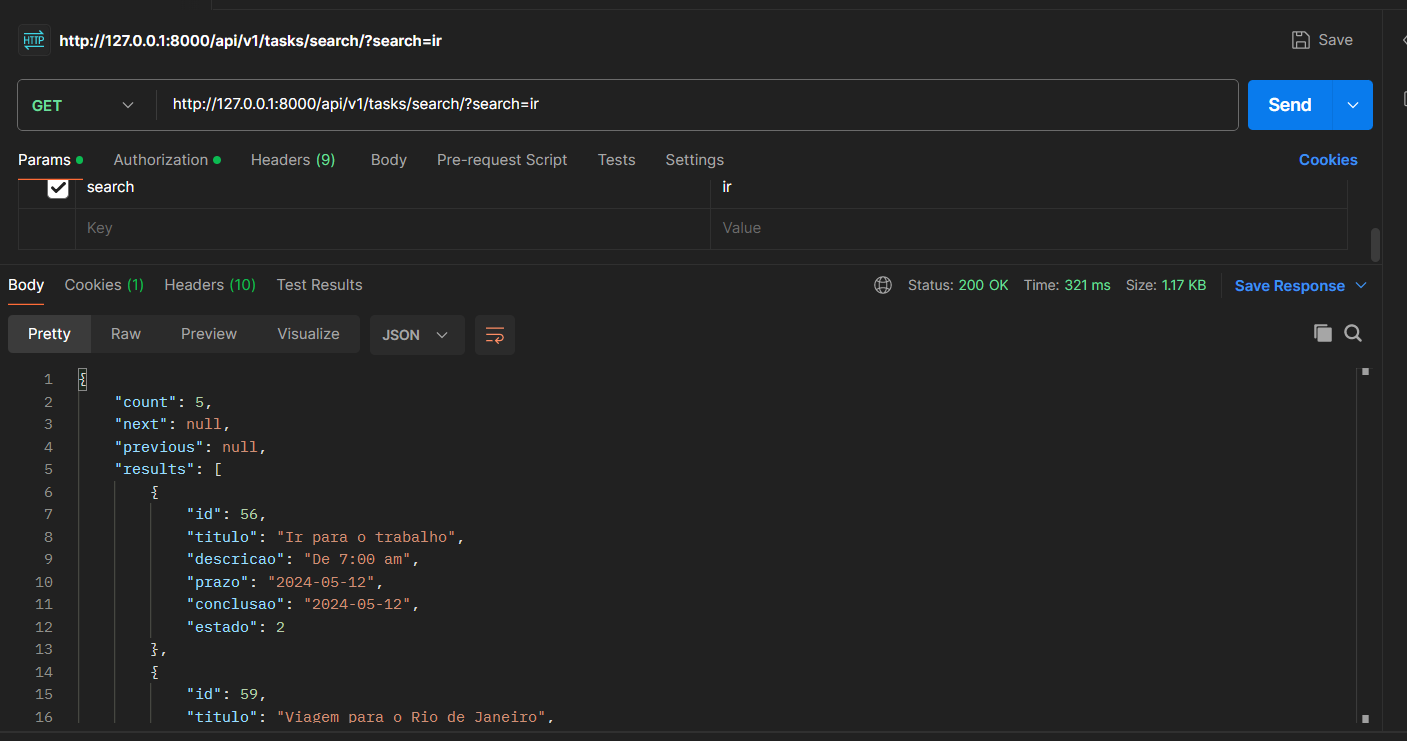 HTTP http://127.0.0.1:8000/api/v1/tasks/search/?search=ir Save
GET http://127.0.0.1:8000/api/v1/tasks/search/?search=ir Send
Params Authorization Headers (9) Body Pre-request Script Tests Settings Cookies
search ir
Key Value
Body Cookies (1) Headers (10) Test Results Status: 200 OK Time: 321 ms Size: 1.17 KB Save Response
Pretty Raw Preview Visualize JSON
1 {
2 "count": 5,
3 "next": null,
4 "previous": null,
5 "results": [
6 {
7 "id": 56,
8 "titulo": "Ir para o trabalho",
9 "descricao": "De 7:00 am",
10 "prazo": "2024-05-12",
11 "conclusao": "2024-05-12",
12 "estado": 2
13 },
14 {
15 "id": 59,
16 "titulo": "Viagem para o Rio de Janeiro",